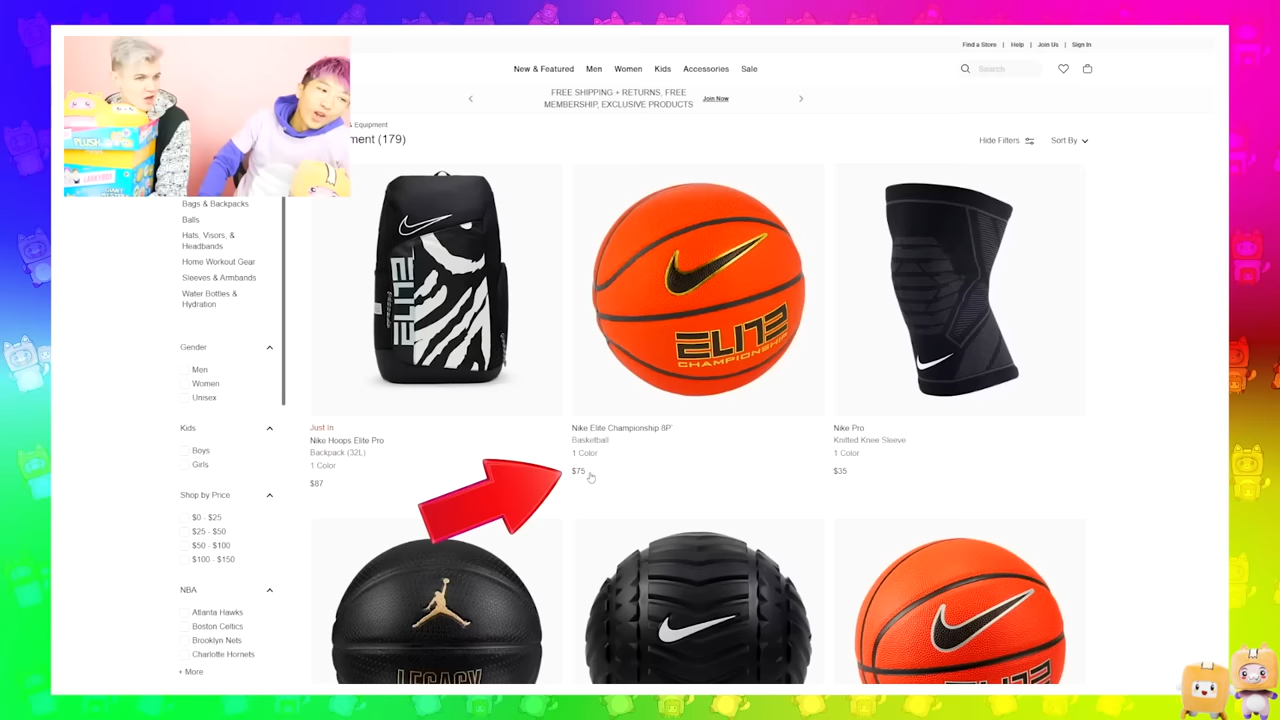 Find a Store | Help | Join Us | Sign In
New & Featured Men Women Kids Accessories Sale
Search
FREE SHIPPING + RETURNS, FREE
MEMBERSHIP, EXCLUSIVE PRODUCTS
Join Now
& Equipment
ment (179)
Hide Filters
Sort By
PLUSH
LANKYBOX
GIANT
Bags & Backpacks
Balls
Hats, Visors, &
Headbands
Home Workout Gear
Sleeves & Armbands
Water Bottles &
Hydration
Gender
Men
Women
Unisex
Kids
Boys
Girls
Shop by Price
$0 - $25
$25 - $50
$50 - $100
$100 - $150
NBA
Atlanta Hawks
Boston Celtics
Brooklyn Nets
Charlotte Hornets
+ More
ELITE
ELITE
CHAMPIONSHIP
Just In
Nike Hoops Elite Pro
Backpack (32L)
1 Color
$87
Nike Elite Championship 8P
Basketball
1 Color
$75
Nike Pro
Knitted Knee Sleeve
1 Color
$35
LEGACY
ELITE